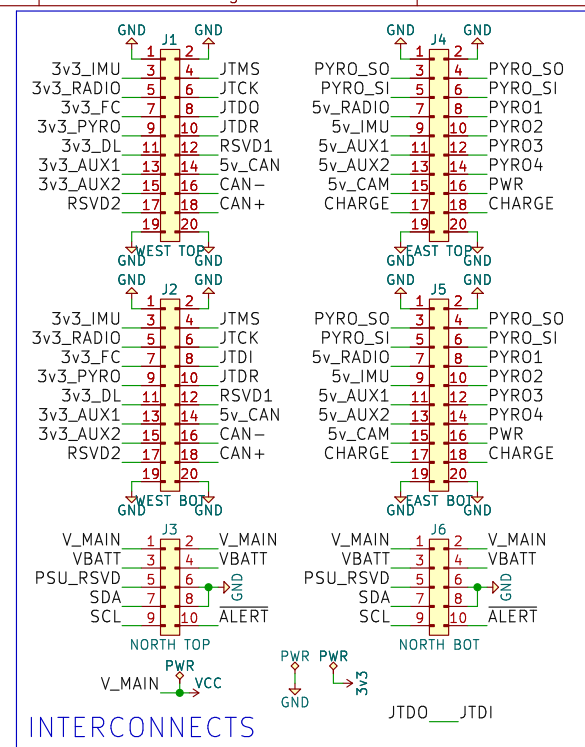 GND J1 GND
1 2
3v3_IMU 3 4 JTMS
3v3_RADIO 5 6 JTCK
3v3_FC 7 8 JTDO
3v3_PYRO 9 10 JTDR
3v3_DL 11 12 RSVD1
3v3_AUX1 13 14 5v_CAN
3v3_AUX2 15 16 CAN-
RSVD2 17 18 CAN+
19 20
WEST TOP
GND GND
GND J4 GND
1 2
PYRO_SO 3 4 PYRO_SO
PYRO_SI 5 6 PYRO_SI
5v_RADIO 7 8 PYRO1
5v_IMU 9 10 PYRO2
5v_AUX1 11 12 PYRO3
5v_AUX2 13 14 PYRO4
5v_CAM 15 16 PWR
CHARGE 17 18 CHARGE
19 20
EAST TOP
GND GND
GND J2 GND
1 2
3v3_IMU 3 4 JTMS
3v3_RADIO 5 6 JTCK
3v3_FC 7 8 JTDI
3v3_PYRO 9 10 JTDR
3v3_DL 11 12 RSVD1
3v3_AUX1 13 14 5v_CAN
3v3_AUX2 15 16 CAN-
RSVD2 17 18 CAN+
19 20
WEST BOT
GND GND
GND J5 GND
1 2
PYRO_SO 3 4 PYRO_SO
PYRO_SI 5 6 PYRO_SI
5v_RADIO 7 8 PYRO1
5v_IMU 9 10 PYRO2
5v_AUX1 11 12 PYRO3
5v_AUX2 13 14 PYRO4
5v_CAM 15 16 PWR
CHARGE 17 18 CHARGE
19 20
EAST BOT
GND GND
J3
V_MAIN 1 2 V_MAIN
VBATT 3 4 VBATT
PSU_RSVD 5 6 GND
SDA 7 8
SCL 9 10 ALERT
NORTH TOP
J6
V_MAIN 1 2 V_MAIN
VBATT 3 4 VBATT
PSU_RSVD 5 6 GND
SDA 7 8
SCL 9 10 ALERT
NORTH BOT
PWR
V_MAIN VCC
PWR PWR
GND 3v3
JTDO JTDI
INTERCONNECTS